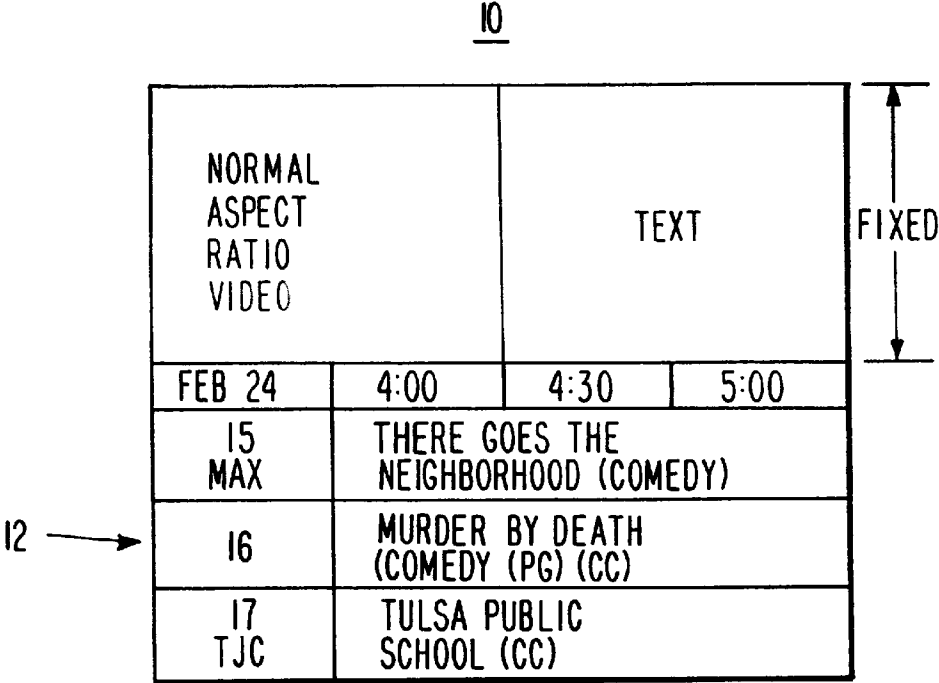 10
NORMAL
ASPECT
RATIO
VIDEO
TEXT
FIXED
FEB 24 4:00 4:30 5:00
15
MAX
THERE GOES THE
NEIGHBORHOOD (COMEDY)
12
16
MURDER BY DEATH
(COMEDY (PG) (CC)
17
TJC
TULSA PUBLIC
SCHOOL (CC)